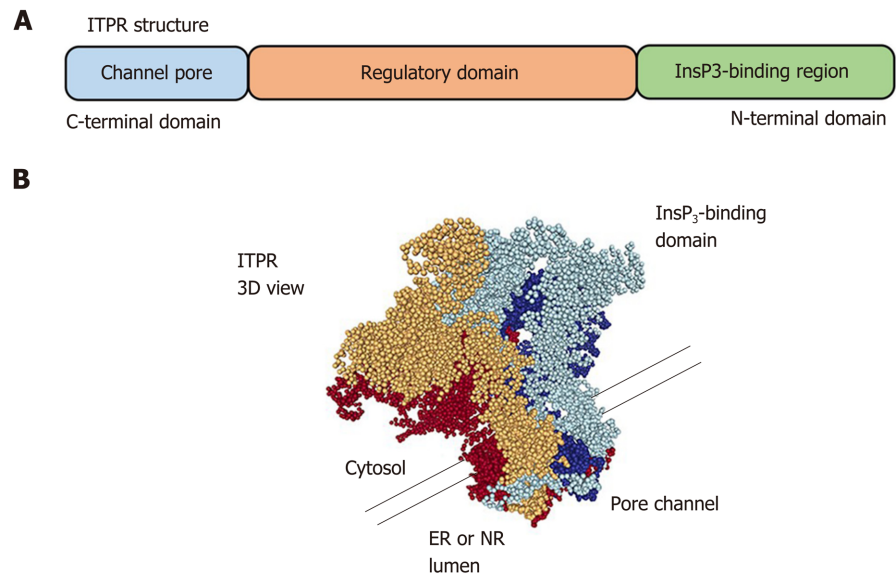 A
ITPR structure
Channel pore
Regulatory domain
InsP3-binding region
C-terminal domain
N-terminal domain
B
InsP₃-binding
domain
ITPR
3D view
Cytosol
Pore channel
ER or NR
lumen